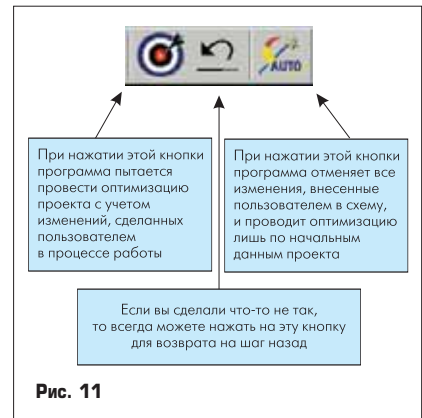 AUTO
При нажатии этой кнопки
программа пытается
провести оптимизацию
проекта с учетом
изменений, сделанных
пользователем
в процессе работы
При нажатии этой кнопки
программа отменяет все
изменения, внесенные
пользователем в схему,
и проводит оптимизацию
лишь по начальным
данным проекта
Если вы сделали что-то не так,
то всегда можете нажать на эту кнопку
для возврата на шаг назад
Рис. 11